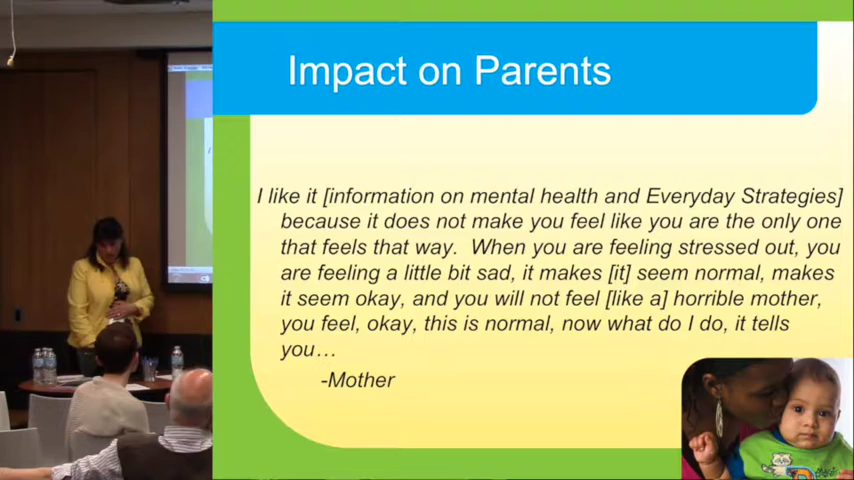 Impact on Parents
I like it [information on mental health and Everyday Strategies]
because it does not make you feel like you are the only one
that feels that way.  When you are feeling stressed out, you
are feeling a little bit sad, it makes [it] seem normal, makes
it seem okay, and you will not feel [like a] horrible mother,
you feel, okay, this is normal, now what do I do, it tells
you…
-Mother